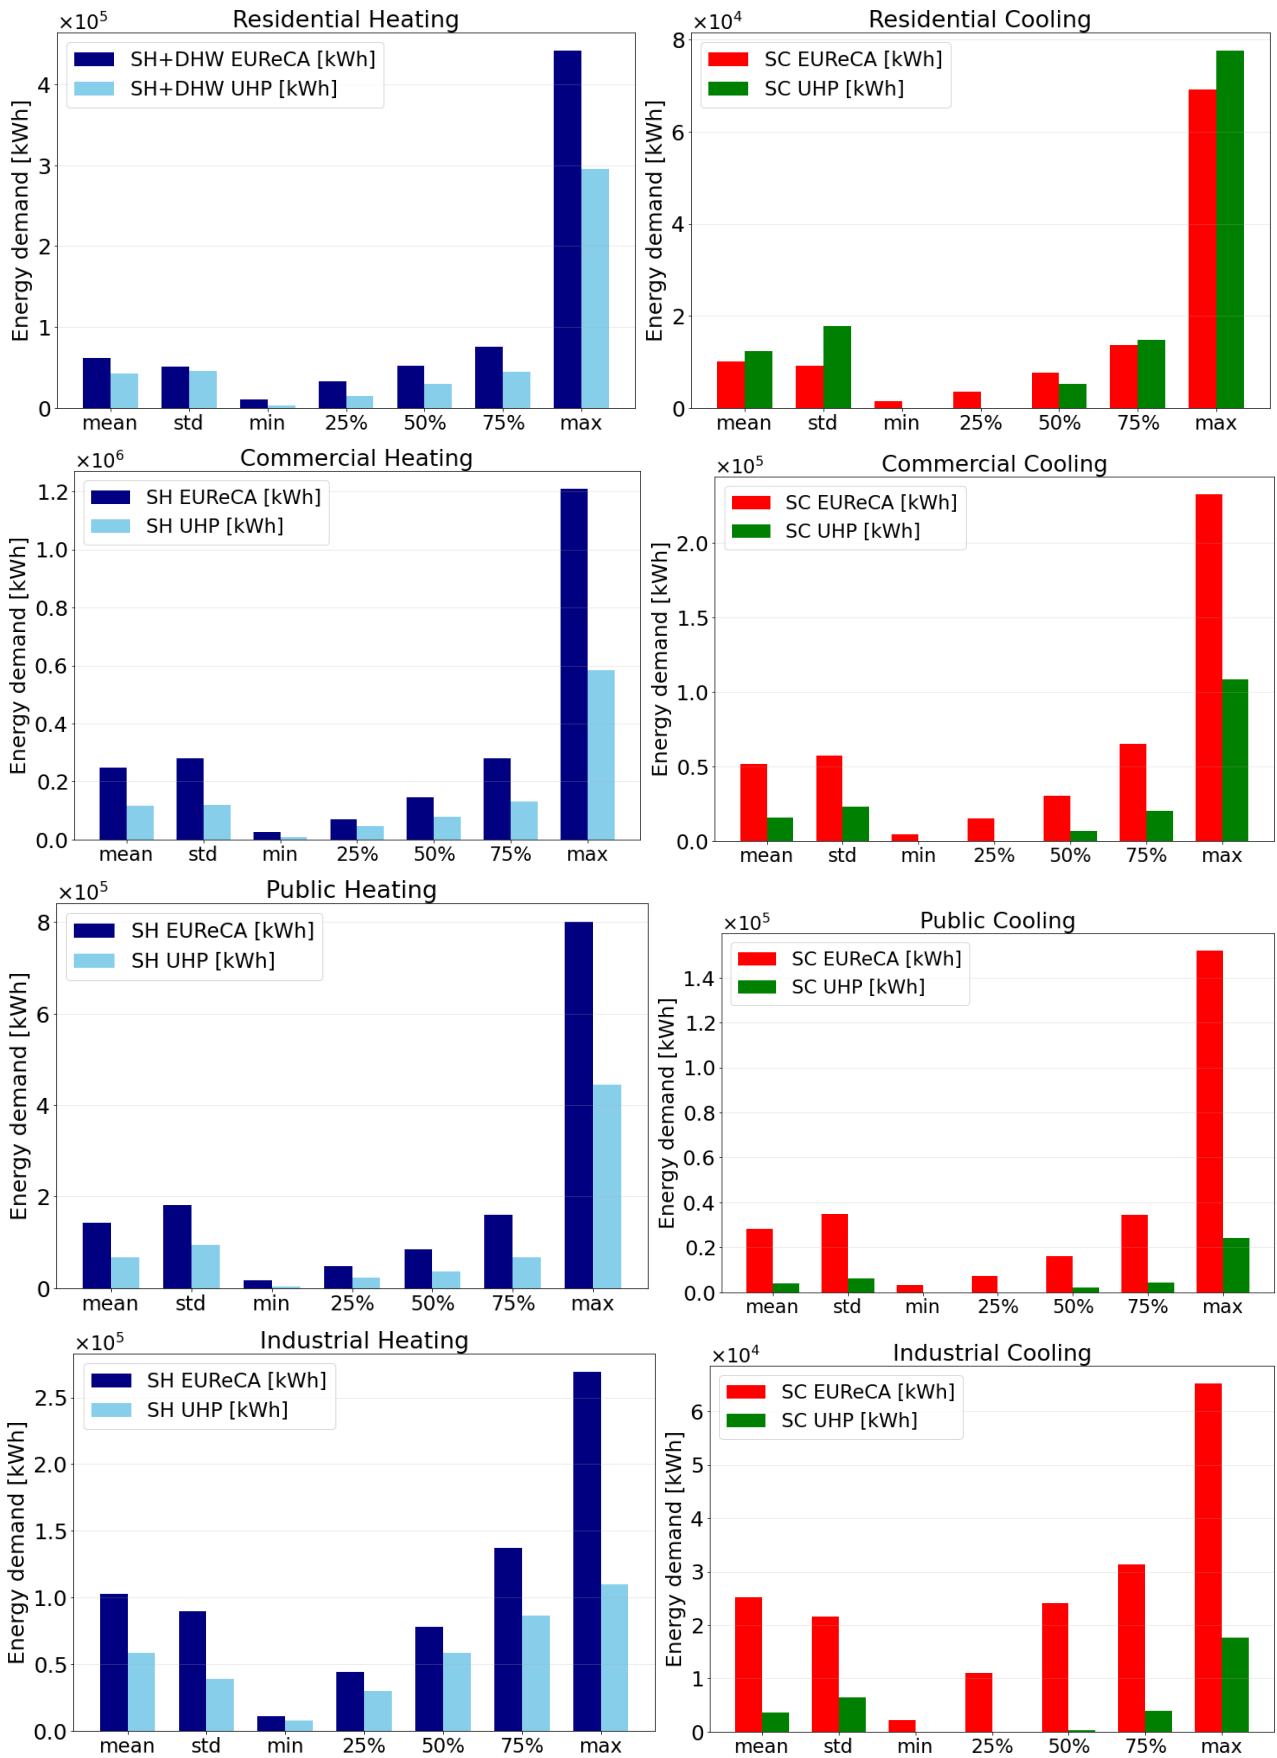 ×10⁵
Residential Heating
SH+DHW EUReCA [kWh]
SH+DHW UHP [kWh]
Energy demand [kWh]
4
3
2
1
0
mean std min 25% 50% 75% max
×10⁴
Residential Cooling
SC EUReCA [kWh]
SC UHP [kWh]
Energy demand [kWh]
8
6
4
2
0
mean std min 25% 50% 75% max
×10⁶
Commercial Heating
SH EUReCA [kWh]
SH UHP [kWh]
Energy demand [kWh]
1.2
1.0
0.8
0.6
0.4
0.2
0.0
mean std min 25% 50% 75% max
×10⁵
Commercial Cooling
SC EUReCA [kWh]
SC UHP [kWh]
Energy demand [kWh]
2.0
1.5
1.0
0.5
0.0
mean std min 25% 50% 75% max
×10⁵
Public Heating
SH EUReCA [kWh]
SH UHP [kWh]
Energy demand [kWh]
8
6
4
2
0
mean std min 25% 50% 75% max
×10⁵
Public Cooling
SC EUReCA [kWh]
SC UHP [kWh]
Energy demand [kWh]
1.4
1.2
1.0
0.8
0.6
0.4
0.2
0.0
mean std min 25% 50% 75% max
×10⁵
Industrial Heating
SH EUReCA [kWh]
SH UHP [kWh]
Energy demand [kWh]
2.5
2.0
1.5
1.0
0.5
0.0
mean std min 25% 50% 75% max
×10⁴
Industrial Cooling
SC EUReCA [kWh]
SC UHP [kWh]
Energy demand [kWh]
6
5
4
3
2
1
0
mean std min 25% 50% 75% max